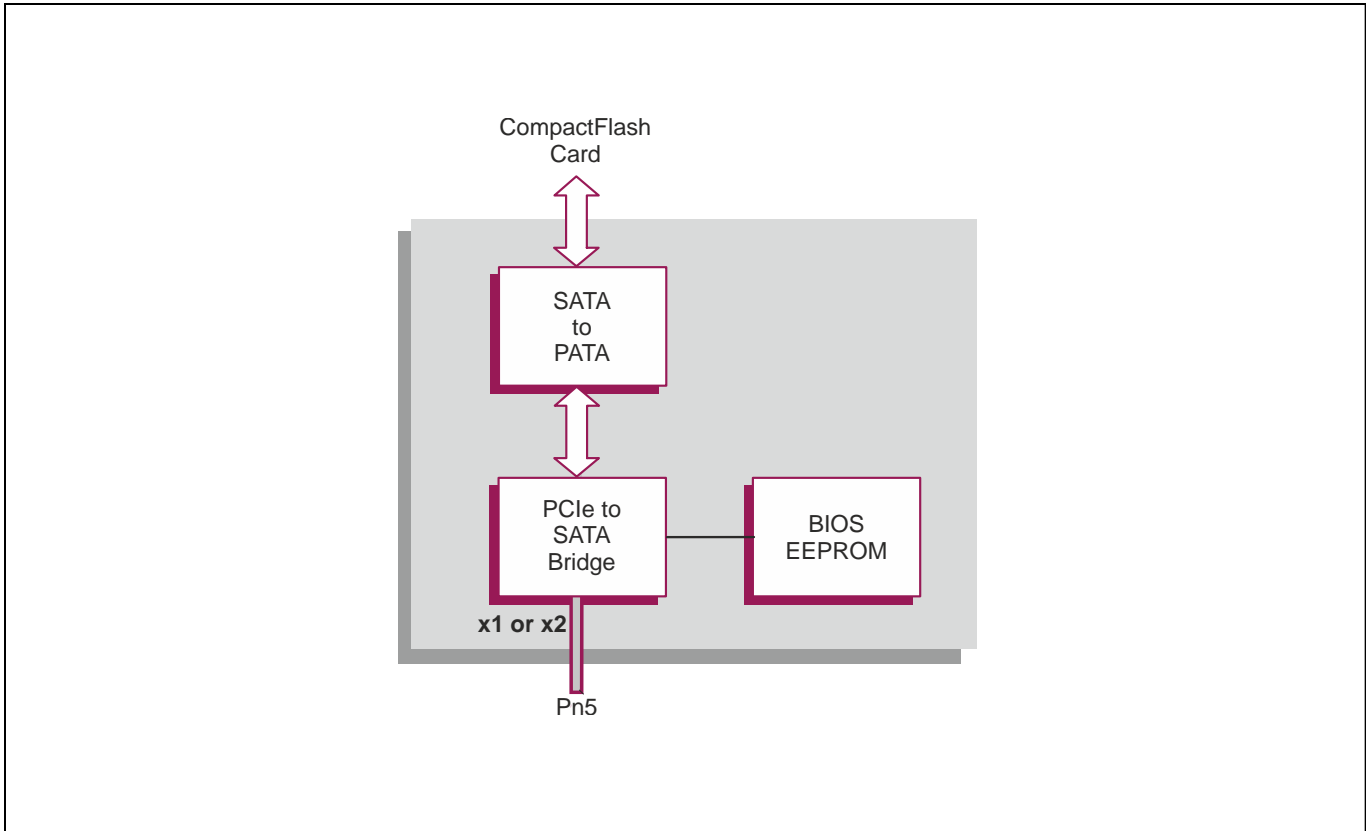 CompactFlash
Card
SATA
to
PATA
PCIe to
SATA
Bridge
BIOS
EEPROM
x1 or x2
Pn5